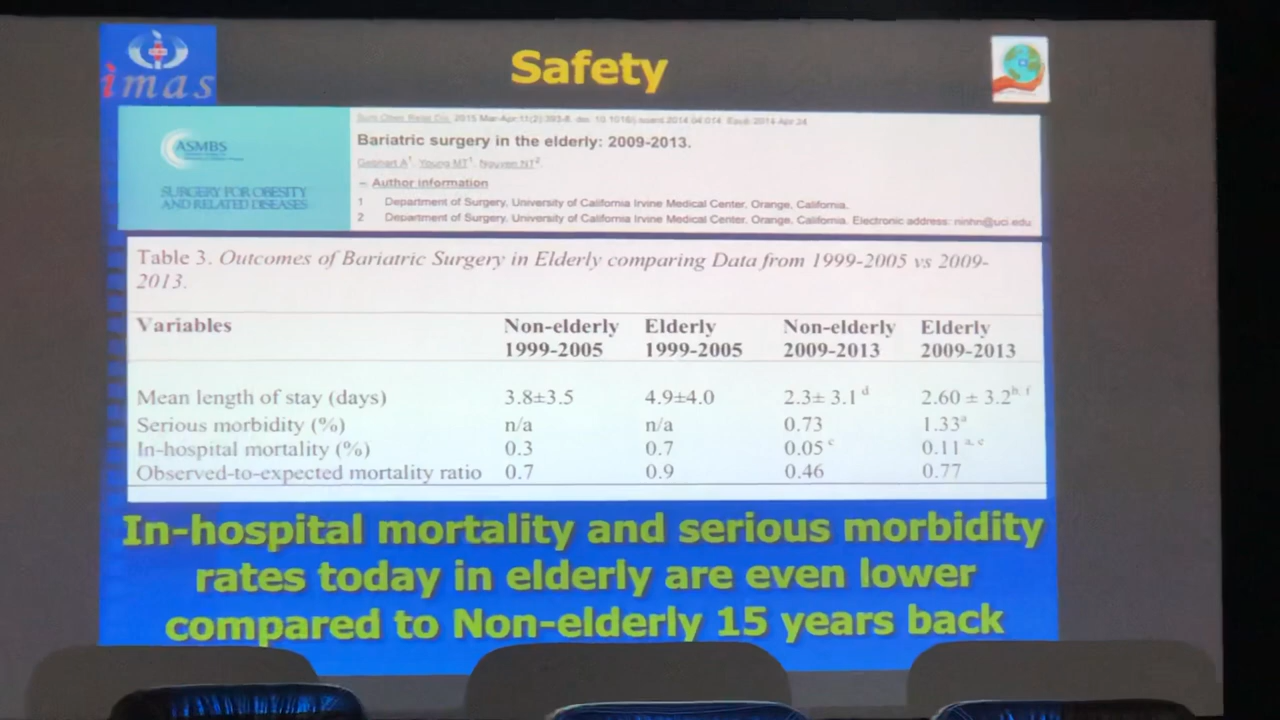 imas
Safety
ASMBS
SURGERY FOR OBESITY
AND RELATED DISEASES
2015 Mar-Apr;11(2):393-8. doi: 10.1016/j.soard.2014.04.014. Epub 2014 Apr 24.
Bariatric surgery in the elderly: 2009-2013.
Gebhart A1, Young MT1, Nguyen NT2.
– Author information
1 Department of Surgery, University of California Irvine Medical Center, Orange, California.
2 Department of Surgery, University of California Irvine Medical Center, Orange, California. Electronic address: ninhn@uci.edu.
Table 3. Outcomes of Bariatric Surgery in Elderly comparing Data from 1999-2005 vs 2009-
2013.
Variables Non-elderly Elderly Non-elderly Elderly
1999-2005 1999-2005 2009-2013 2009-2013
Mean length of stay (days) 3.8±3.5 4.9±4.0 2.3± 3.1 d 2.60 ± 3.2b, f
Serious morbidity (%) n/a n/a 0.73 1.33a
In-hospital mortality (%) 0.3 0.7 0.05 c 0.11 a, e
Observed-to-expected mortality ratio 0.7 0.9 0.46 0.77
In-hospital mortality and serious morbidity
rates today in elderly are even lower
compared to Non-elderly 15 years back